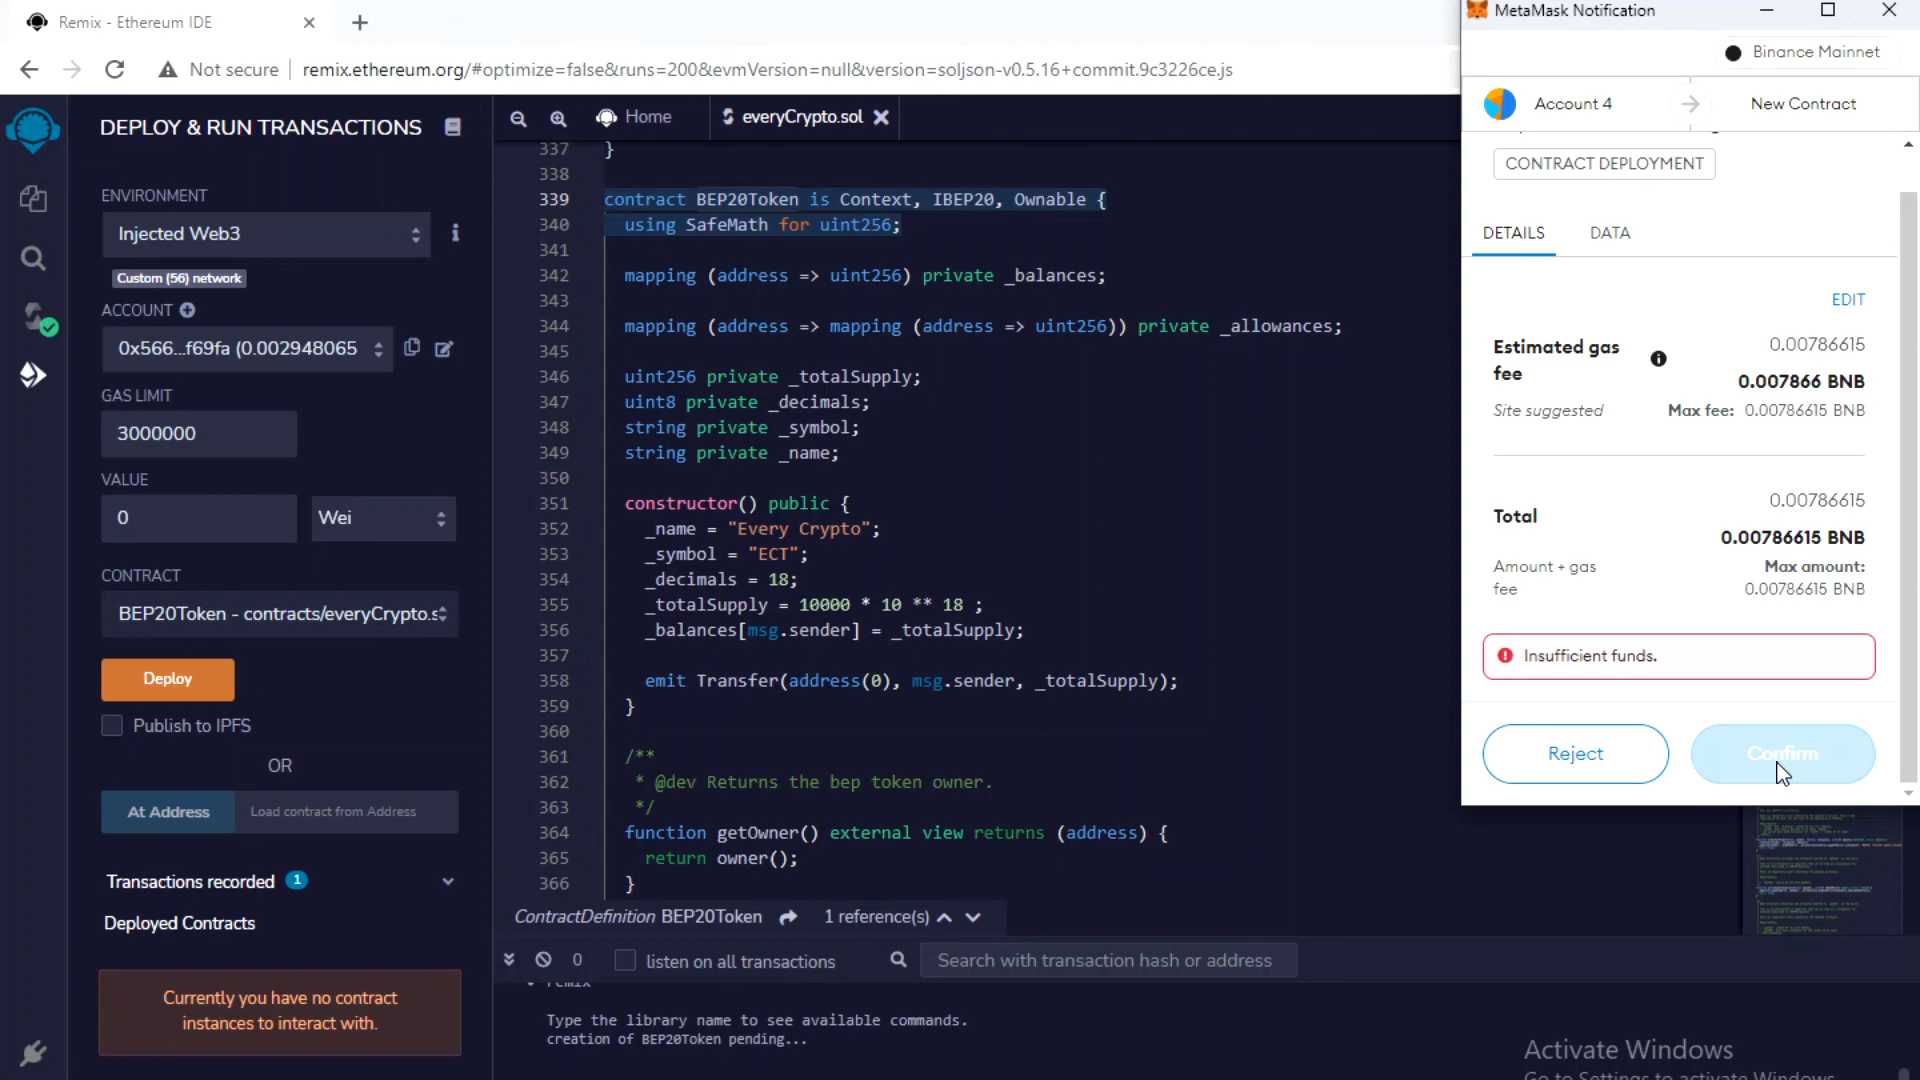 Remix - Ethereum IDE
Not secure
remix.ethereum.org/#optimize=false&runs=200&evmVersion=null&version=soljson-v0.5.16+commit.9c3226ce.js
DEPLOY & RUN TRANSACTIONS
ENVIRONMENT
Injected Web3
Custom (56) network
ACCOUNT
0x566...f69fa (0.002948065
GAS LIMIT
3000000
VALUE
0
Wei
CONTRACT
BEP20Token - contracts/everyCrypto.s
Deploy
Publish to IPFS
OR
At Address
Load contract from Address
Transactions recorded 1
Deployed Contracts
Currently you have no contract
instances to interact with.
Home
everyCrypto.sol
337 }
338
339 contract BEP20Token is Context, IBEP20, Ownable {
340 using SafeMath for uint256;
341
342 mapping (address => uint256) private _balances;
343
344 mapping (address => mapping (address => uint256)) private _allowances;
345
346 uint256 private _totalSupply;
347 uint8 private _decimals;
348 string private _symbol;
349 string private _name;
350
351 constructor() public {
352 _name = "Every Crypto";
353 _symbol = "ECT";
354 _decimals = 18;
355 _totalSupply = 10000 * 10 ** 18 ;
356 _balances[msg.sender] = _totalSupply;
357
358 emit Transfer(address(0), msg.sender, _totalSupply);
359 }
360
361 /**
362 * @dev Returns the bep token owner.
363 */
364 function getOwner() external view returns (address) {
365 return owner();
366 }
ContractDefinition BEP20Token 1 reference(s)
0
listen on all transactions
Search with transaction hash or address
remix
Type the library name to see available commands.
creation of BEP20Token pending...
MetaMask Notification
Binance Mainnet
Account 4
New Contract
CONTRACT DEPLOYMENT
DETAILS
DATA
EDIT
Estimated gas
fee
0.00786615
0.007866 BNB
Site suggested
Max fee: 0.00786615 BNB
0.00786615
Total
0.00786615 BNB
Amount + gas
fee
Max amount:
0.00786615 BNB
Insufficient funds.
Reject
Confirm
Activate Windows
Go to Settings to activate Windows.